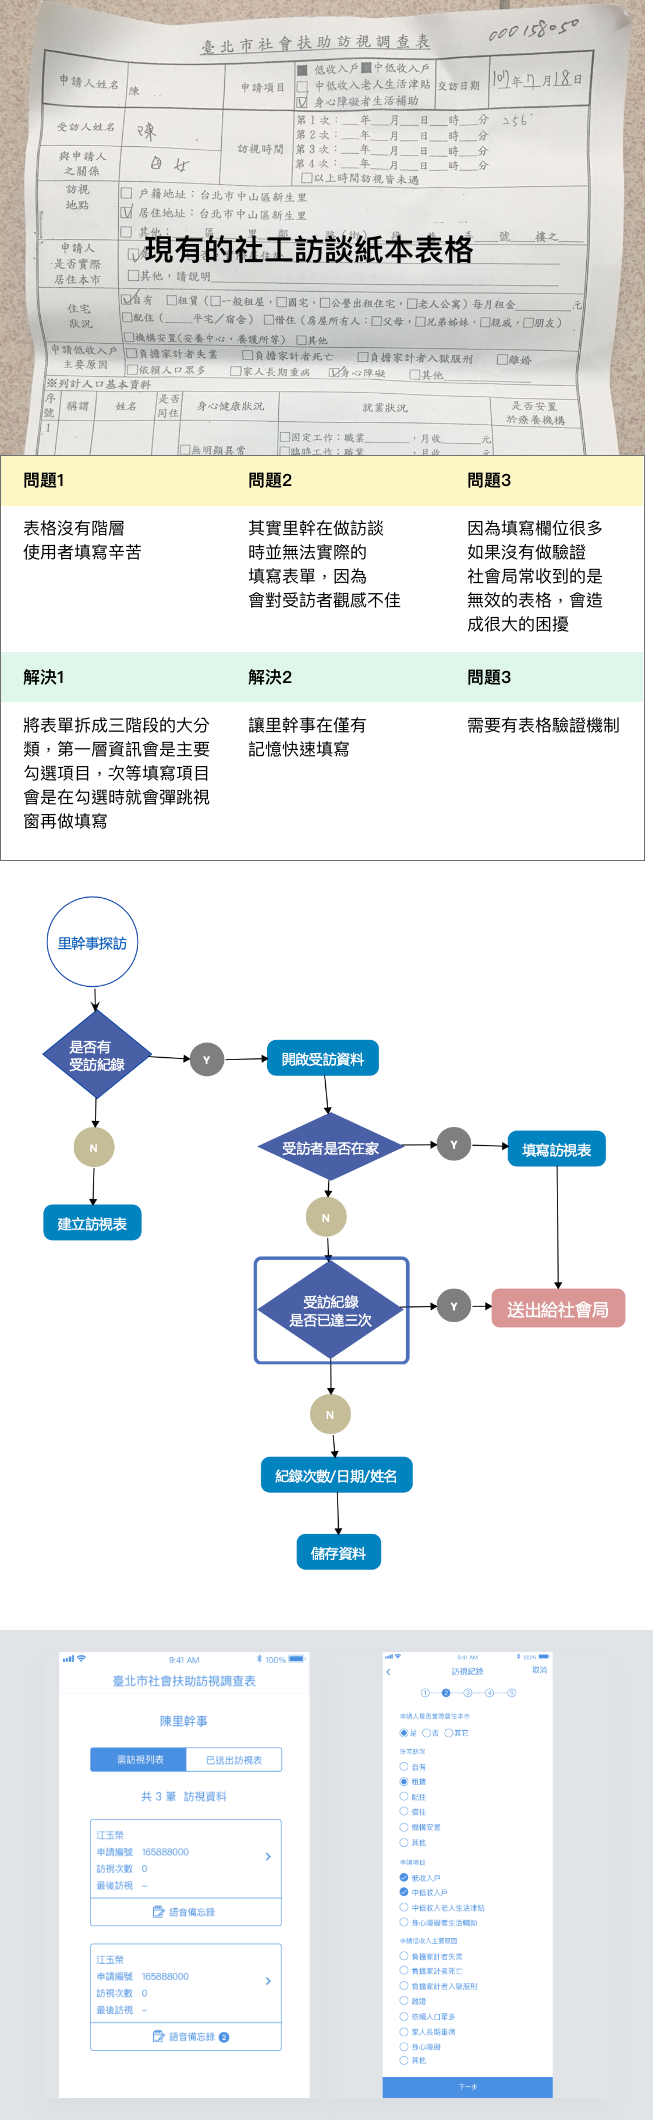 000158050
臺北市社會扶助訪視調查表
申請人姓名 陳 申請項目 低收入戶 中低收入戶 交訪日期 107年7月18日
中低收入老人生活津貼
身心障礙者生活補助
受訪人姓名 陳 訪視時間 第1次：__年__月__日__時__分
第2次：__年__月__日__時__分
與申請人 之關係 第3次：__年__月__日__時__分
第4次：__年__月__日__時__分
以上時間訪視皆未遇
訪視 地點 戶籍地址：台北市中山區新生里
居住地址：台北市中山區新生里
其他： 號 樓之
現有的社工訪談紙本表格
申請人
是否實際
居住本市
其他，請說明
住宅 狀況 自有 租賃（一般租屋，國宅，公營出租住宅，老人公寓）每月租金____元
配住（____平宅／宿舍） 借住（房屋所有人：父母，兄弟姊妹，親戚，朋友）
機構安置（安養中心，養護所等） 其他
申請低收入戶 主要原因 負擔家計者失業 負擔家計者死亡 負擔家計者入獄服刑 離婚
依賴人口眾多 家人長期重病 身心障礙 其他
※列計人口基本資料
序號 稱謂 姓名 是否同住 身心健康狀況 就業狀況 是否安置於療養機構
1
無明顯異常 固定工作：職業____，月收____元
臨時工作：職業____，月收____元
問題1
表格沒有階層
使用者填寫辛苦
問題2
其實里幹在做訪談
時並無法實際的
填寫表單，因為
會對受訪者觀感不佳
問題3
因為填寫欄位很多
如果沒有做驗證
社會局常收到的是
無效的表格，會造
成很大的困擾
解決1
將表單拆成三階段的大分
類，第一層資訊會是主要
勾選項目，次等填寫項目
會是在勾選時就會彈跳視
窗再做填寫
解決2
讓里幹事在僅有
記憶快速填寫
問題3
需要有表格驗證機制
里幹事探訪
是否有
受訪紀錄
Y
開啟受訪資料
N
建立訪視表
受訪者是否在家
Y
填寫訪視表
N
受訪紀錄
是否已達三次
Y
送出給社會局
N
紀錄次數/日期/姓名
儲存資料
9:41 AM 100%
臺北市社會扶助訪視調查表
陳里幹事
需訪視列表 已送出訪視表
共 3 筆 訪視資料
江玉榮
申請編號 165888000
訪視次數 0
最後訪視 –
語音備忘錄
江玉榮
申請編號 165888000
訪視次數 0
最後訪視 –
語音備忘錄 2
9:41 AM 100%
訪視紀錄 取消
1 2 3 4 5
申請人是否實際居住本市
是 否 其它
住宅狀況
自有
租賃
配住
借住
機構安置
其他
申請項目
低收入戶
中低收入戶
中低收入老人生活津貼
身心障礙者生活輔助
申請低收入主要原因
負擔家計者失業
負擔家計者死亡
負擔家計者入獄服刑
離婚
依賴人口眾多
家人長期重病
身心障礙
其他
下一步